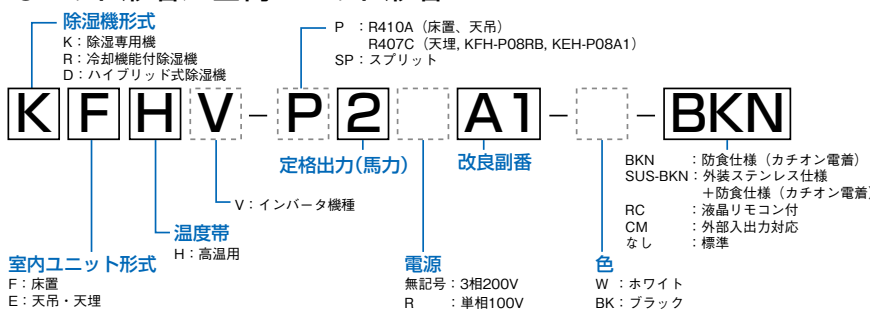 除湿機形式
K：除湿専用機
R：冷却機能付除湿機
D：ハイブリッド式除湿機
P ：R410A（床置、天吊）
R407C（天埋, KFH-P08RB, KEH-P08A1）
SP：スプリット
K F H V - P 2 A1 - - BKN
定格出力(馬力)
改良副番
V：インバータ機種
温度帯
H：高温用
室内ユニット形式
F：床置
E：天吊・天埋
電源
無記号：3相200V
R ：単相100V
色
W ：ホワイト
BK：ブラック
BKN ：防食仕様（カチオン電着）
SUS-BKN：外装ステンレス仕様
＋防食仕様（カチオン電着）
RC ：液晶リモコン付
CM ：外部入出力対応
なし ：標準